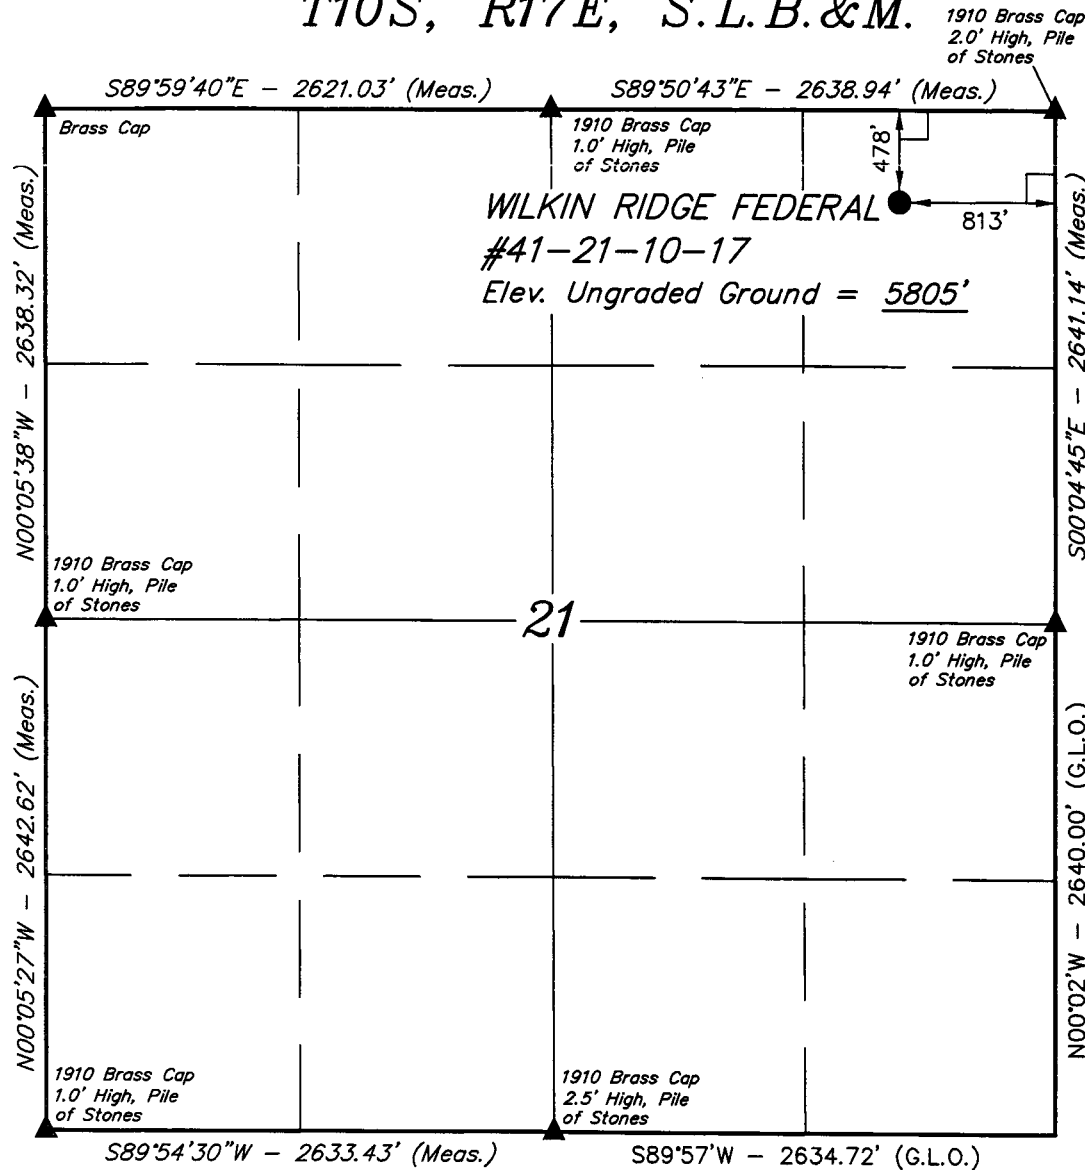 T10S, R17E, S.L.B.&M.
1910 Brass Cap
2.0' High, Pile
of Stones
S89°59'40"E - 2621.03' (Meas.)
S89°50'43"E - 2638.94' (Meas.)
Brass Cap
1910 Brass Cap
1.0' High, Pile
of Stones
478'
813'
WILKIN RIDGE FEDERAL
#41-21-10-17
Elev. Ungraded Ground = 5805'
N00°05'38"W - 2638.32' (Meas.)
S00°04'45"E - 2641.14' (Meas.)
1910 Brass Cap
1.0' High, Pile
of Stones
21
1910 Brass Cap
1.0' High, Pile
of Stones
N00°05'27"W - 2642.62' (Meas.)
N00°02'W - 2640.00' (G.L.O.)
1910 Brass Cap
1.0' High, Pile
of Stones
1910 Brass Cap
2.5' High, Pile
of Stones
S89°54'30"W - 2633.43' (Meas.)
S89°57'W - 2634.72' (G.L.O.)